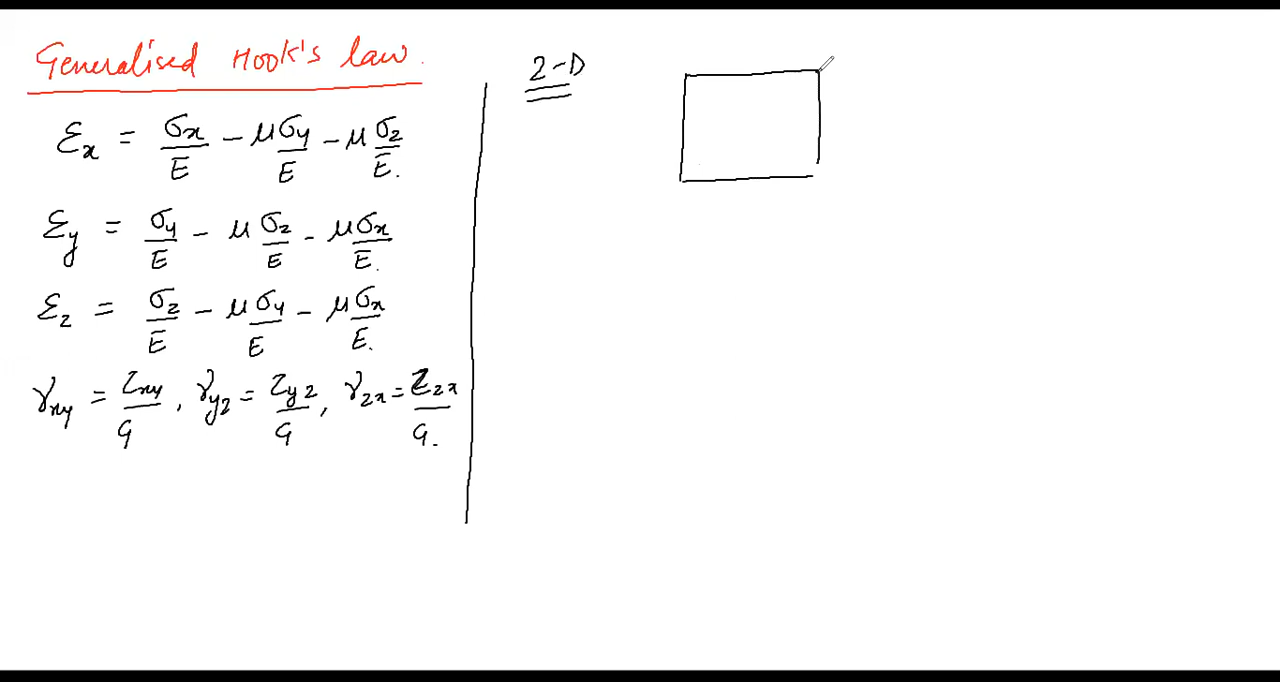 Generalised Hook's law.
εx = σx/E - μσy/E - μσz/E.
εy = σy/E - μσz/E - μσx/E.
εz = σz/E - μσy/E - μσx/E.
γxy = τxy/G, γyz = τyz/G, γzx = τzx/G.
2-D